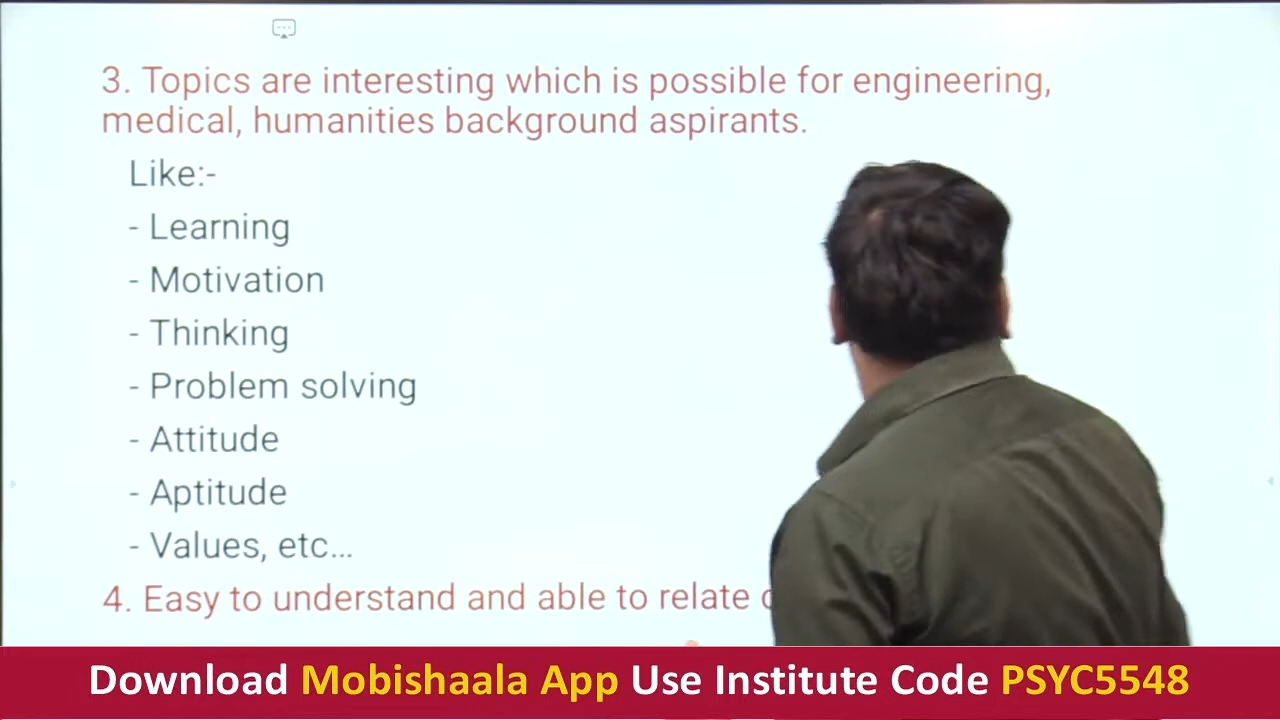 3. Topics are interesting which is possible for engineering,
medical, humanities background aspirants.
Like:-
- Learning
- Motivation
- Thinking
- Problem solving
- Attitude
- Aptitude
- Values, etc...
4. Easy to understand and able to relate
Download Mobishaala App Use Institute Code PSYC5548